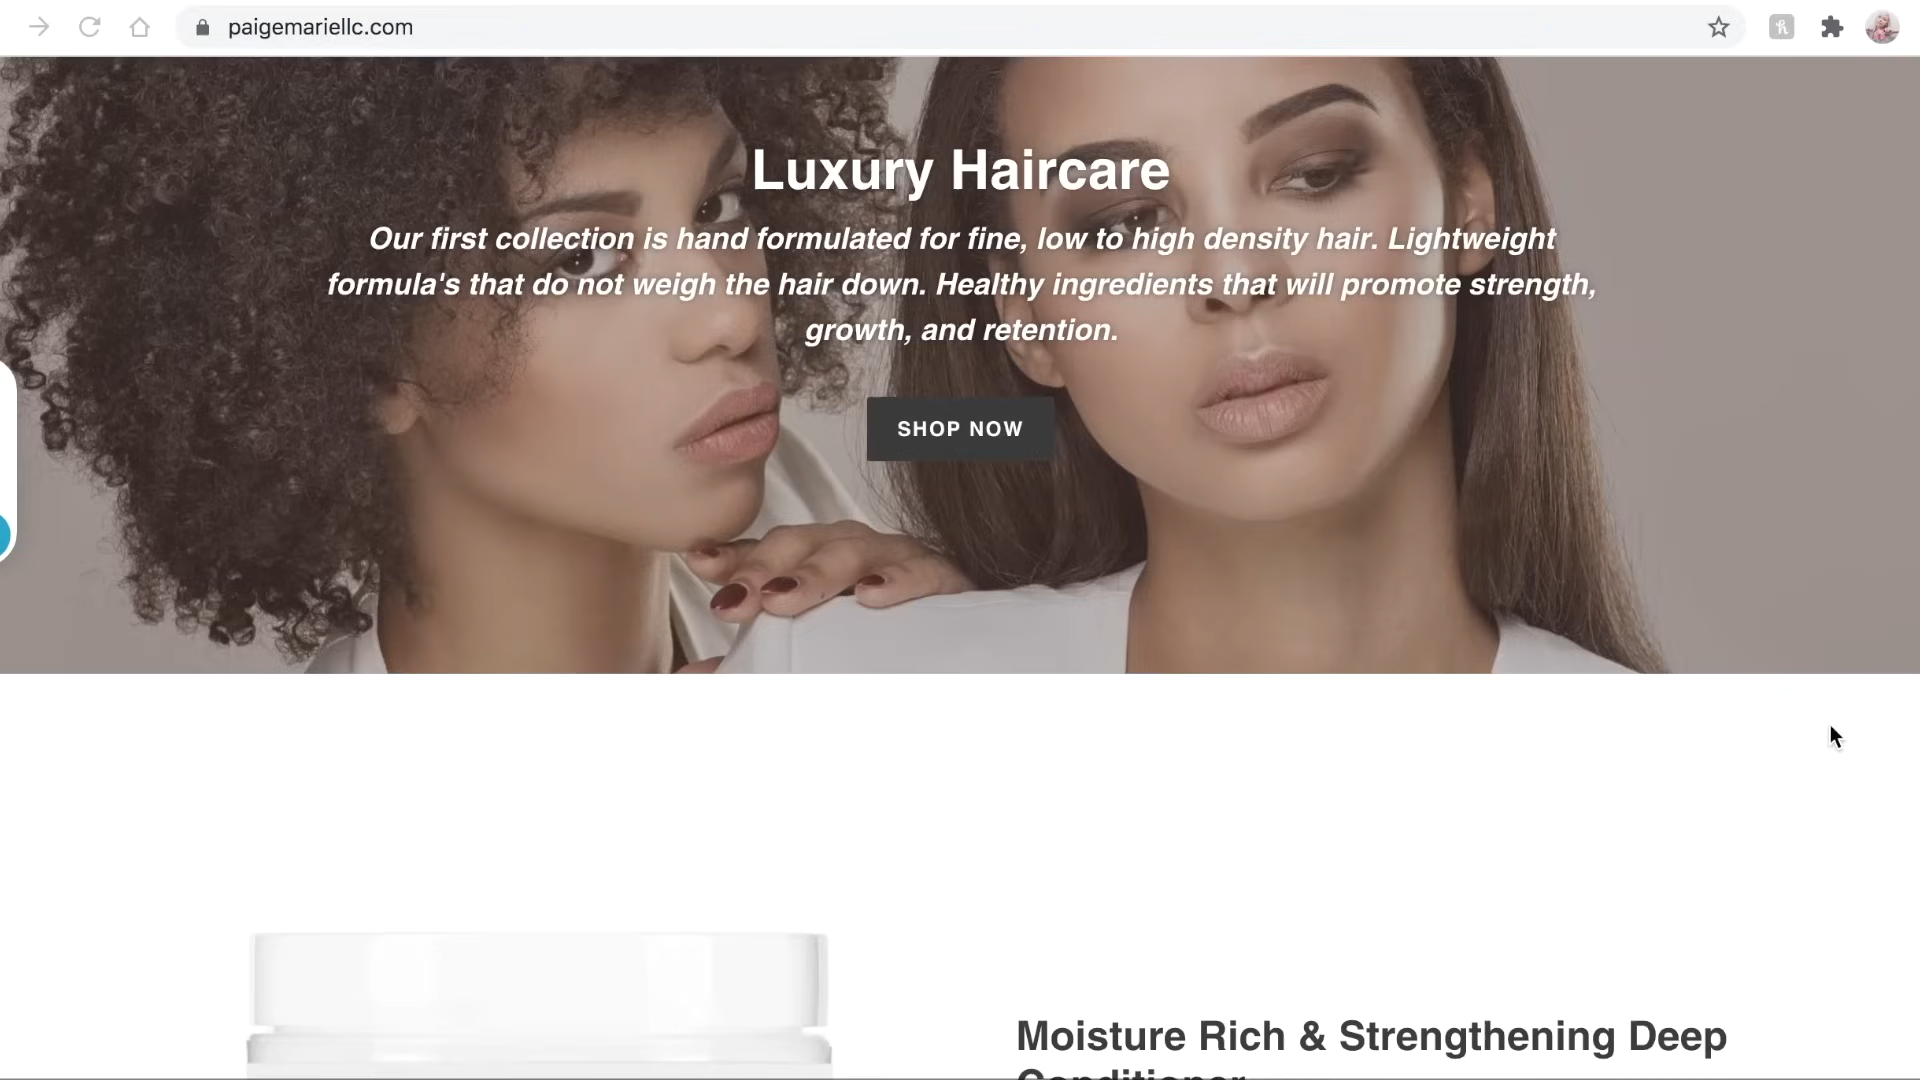 paigemariellc.com
Luxury Haircare
Our first collection is hand formulated for fine, low to high density hair. Lightweight
formula's that do not weigh the hair down. Healthy ingredients that will promote strength,
growth, and retention.
SHOP NOW
Moisture Rich & Strengthening Deep
Conditioner